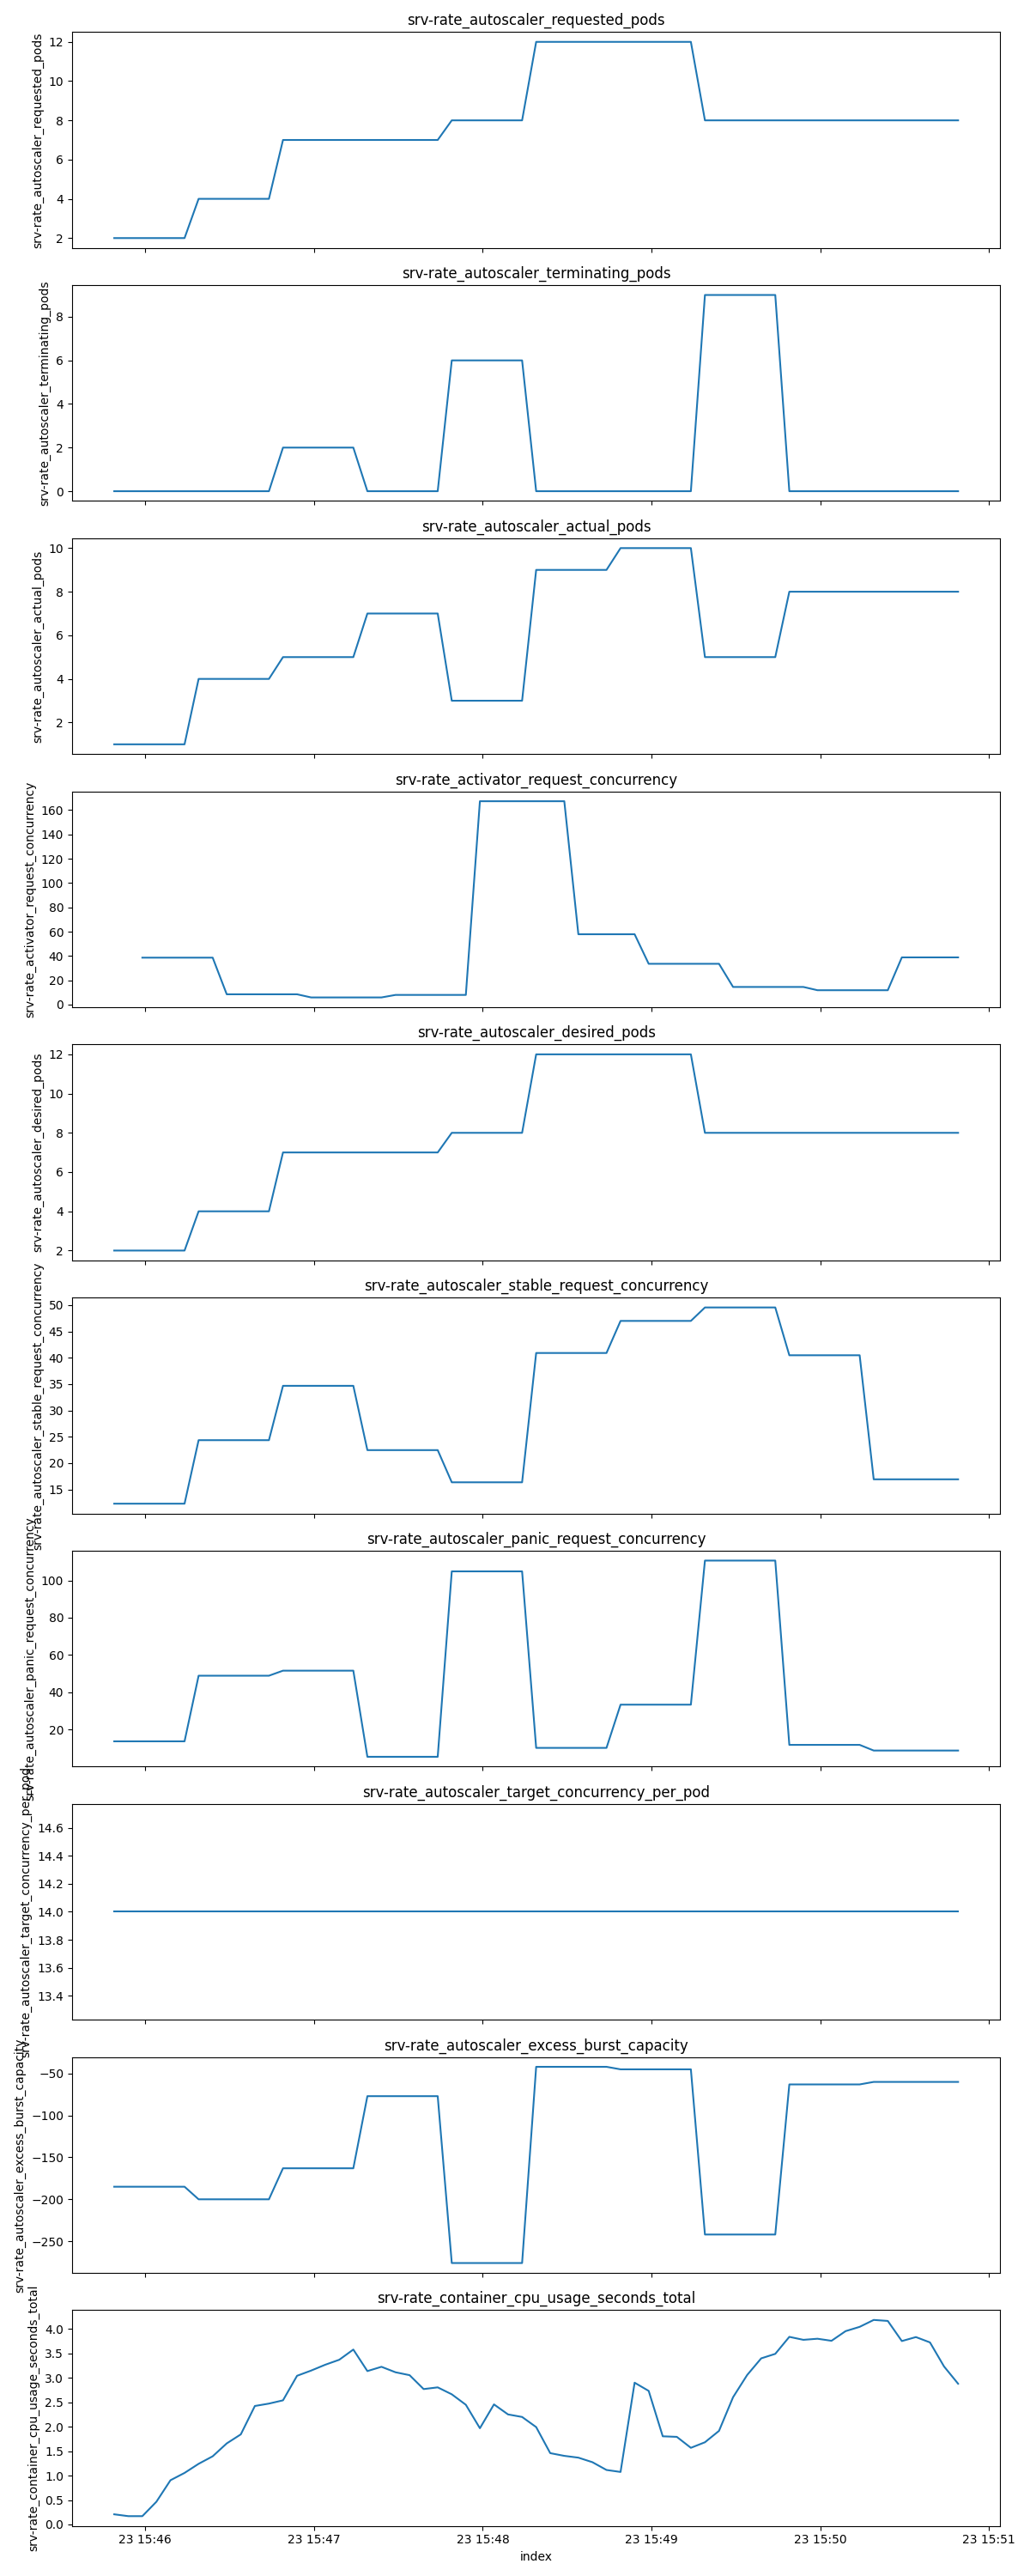 srv-rate_autoscaler_requested_pods
srv-rate_autoscaler_requested_pods
12
10
8
6
4
2
srv-rate_autoscaler_terminating_pods
srv-rate_autoscaler_terminating_pods
8
6
4
2
0
srv-rate_autoscaler_actual_pods
srv-rate_autoscaler_actual_pods
10
8
6
4
2
srv-rate_activator_request_concurrency
srv-rate_activator_request_concurrency
160
140
120
100
80
60
40
20
0
srv-rate_autoscaler_desired_pods
srv-rate_autoscaler_desired_pods
12
10
8
6
4
2
srv-rate_autoscaler_stable_request_concurrency
srv-rate_autoscaler_stable_request_concurrency
50
45
40
35
30
25
20
15
srv-rate_autoscaler_panic_request_concurrency
srv-rate_autoscaler_panic_request_concurrency
100
80
60
40
20
srv-rate_autoscaler_target_concurrency_per_pod
srv-rate_autoscaler_target_concurrency_per_pod
14.6
14.4
14.2
14.0
13.8
13.6
13.4
srv-rate_autoscaler_excess_burst_capacity
srv-rate_autoscaler_excess_burst_capacity
−50
−100
−150
−200
−250
srv-rate_container_cpu_usage_seconds_total
srv-rate_container_cpu_usage_seconds_total
4.0
3.5
3.0
2.5
2.0
1.5
1.0
0.5
0.0
23 15:46 23 15:47 23 15:48 23 15:49 23 15:50 23 15:51
index